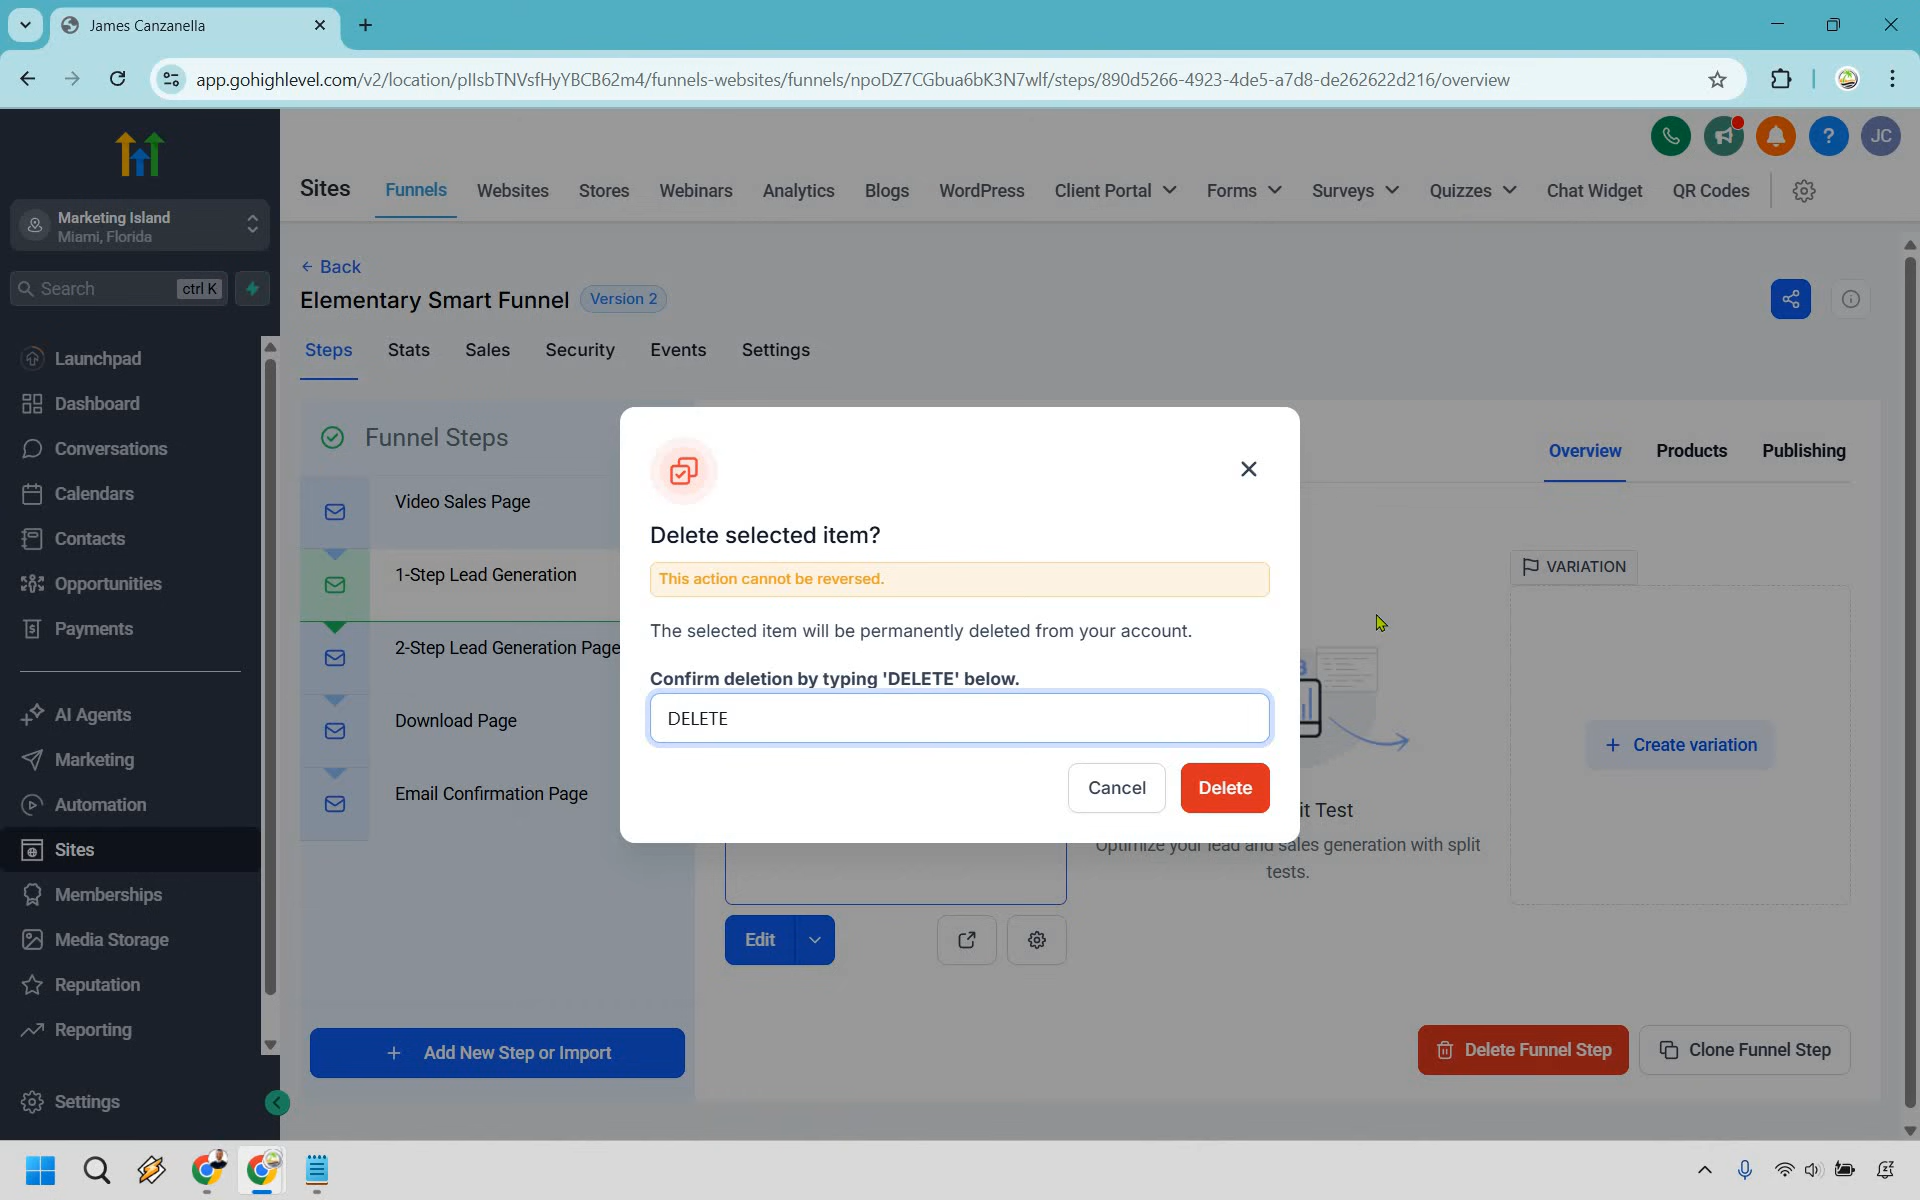 James Canzanella
app.gohighlevel.com/v2/location/pIIsbTNVsfHyYBCB62m4/funnels-websites/funnels/npoDZ7CGbua6bK3N7wlf/steps/890d5266-4923-4de5-a7d8-de262622d216/overview
JC
Sites
Funnels
Websites
Stores
Webinars
Analytics
Blogs
WordPress
Client Portal
Forms
Surveys
Quizzes
Chat Widget
QR Codes
Marketing Island
Miami, Florida
Search
ctrl K
Launchpad
Dashboard
Conversations
Calendars
Contacts
Opportunities
Payments
AI Agents
Marketing
Automation
Sites
Memberships
Media Storage
Reputation
Reporting
Settings
← Back
Elementary Smart Funnel
Version 2
Steps
Stats
Sales
Security
Events
Settings
Funnel Steps
Video Sales Page
1-Step Lead Generation
2-Step Lead Generation Page
Download Page
Email Confirmation Page
+ Add New Step or Import
Overview
Products
Publishing
VARIATION
+ Create variation
it Test
Optimize your lead and sales generation with split
tests.
Edit
Delete Funnel Step
Clone Funnel Step
Delete selected item?
This action cannot be reversed.
The selected item will be permanently deleted from your account.
Confirm deletion by typing 'DELETE' below.
DELETE
Cancel
Delete